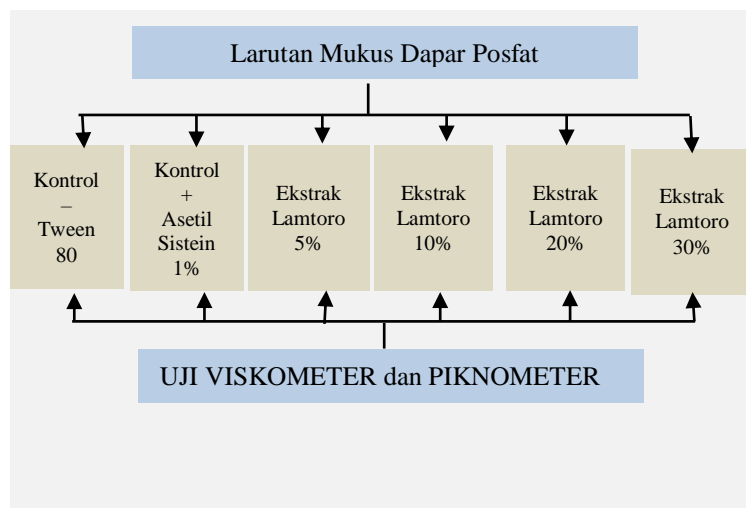 Larutan Mukus Dapar Posfat
Kontrol
–
Tween
80
Kontrol
+
Asetil
Sistein
1%
Ekstrak
Lamtoro
5%
Ekstrak
Lamtoro
10%
Ekstrak
Lamtoro
20%
Ekstrak
Lamtoro
30%
UJI VISKOMETER dan PIKNOMETER